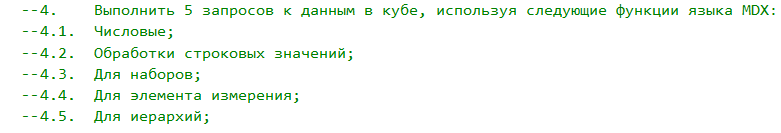 --4.    Выполнить 5 запросов к данным в кубе, используя следующие функции языка MDX:
--4.1.  Числовые;
--4.2.  Обработки строковых значений;
--4.3.  Для наборов;
--4.4.  Для элемента измерения;
--4.5.  Для иерархий;